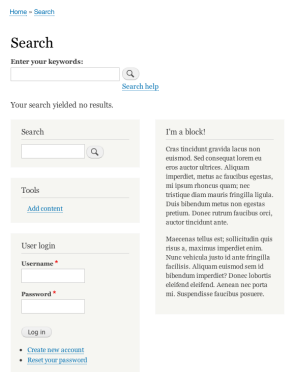 Home » Search
Search
Enter your keywords:
Search help
Your search yielded no results.
Search
Tools
Add content
User login
Username *
Password *
Log in
Create new account
Reset your password
I'm a block!
Cras tincidunt gravida lacus non
euismod. Sed consequat lorem eu
eros auctor ultrices. Aliquam
imperdiet, metus ac faucibus egestas,
mi ipsum rhoncus quam; nec
tristique diam mauris fringilla ligula.
Duis bibendum metus non egestas
pretium. Donec rutrum faucibus orci,
auctor tincidunt ante.
Maecenas tellus est; sollicitudin quis
risus a, maximus imperdiet enim.
Nunc vehicula justo id ante fringilla
facilisis. Aliquam euismod sem id
bibendum imperdiet? Donec lobortis
eleifend eleifend. Aenean nec porta
mi. Suspendisse faucibus posuere.